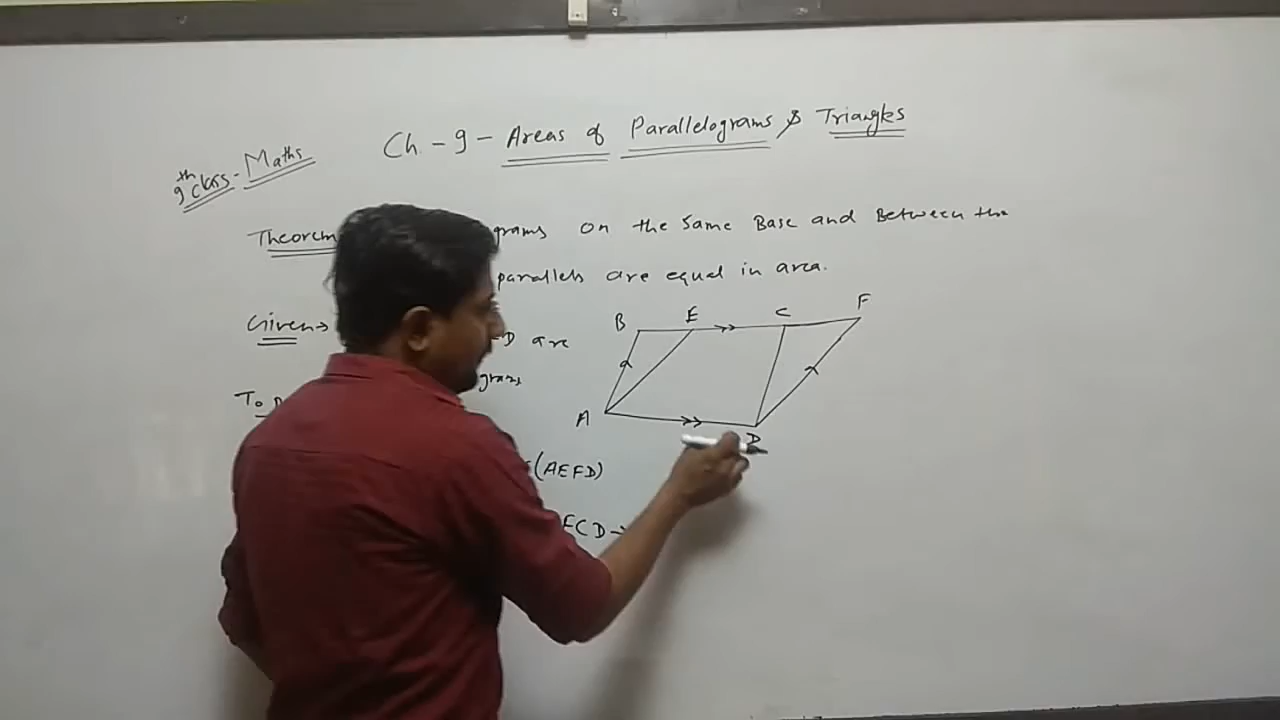 9th class - Maths
Ch - 9 - Areas of Parallelograms & Triangles
Theorem grams on the Same Base and Between the
parallels are equal in area.
Given → D are
grams
To
(AEFD)
CD →
B E C F
A D